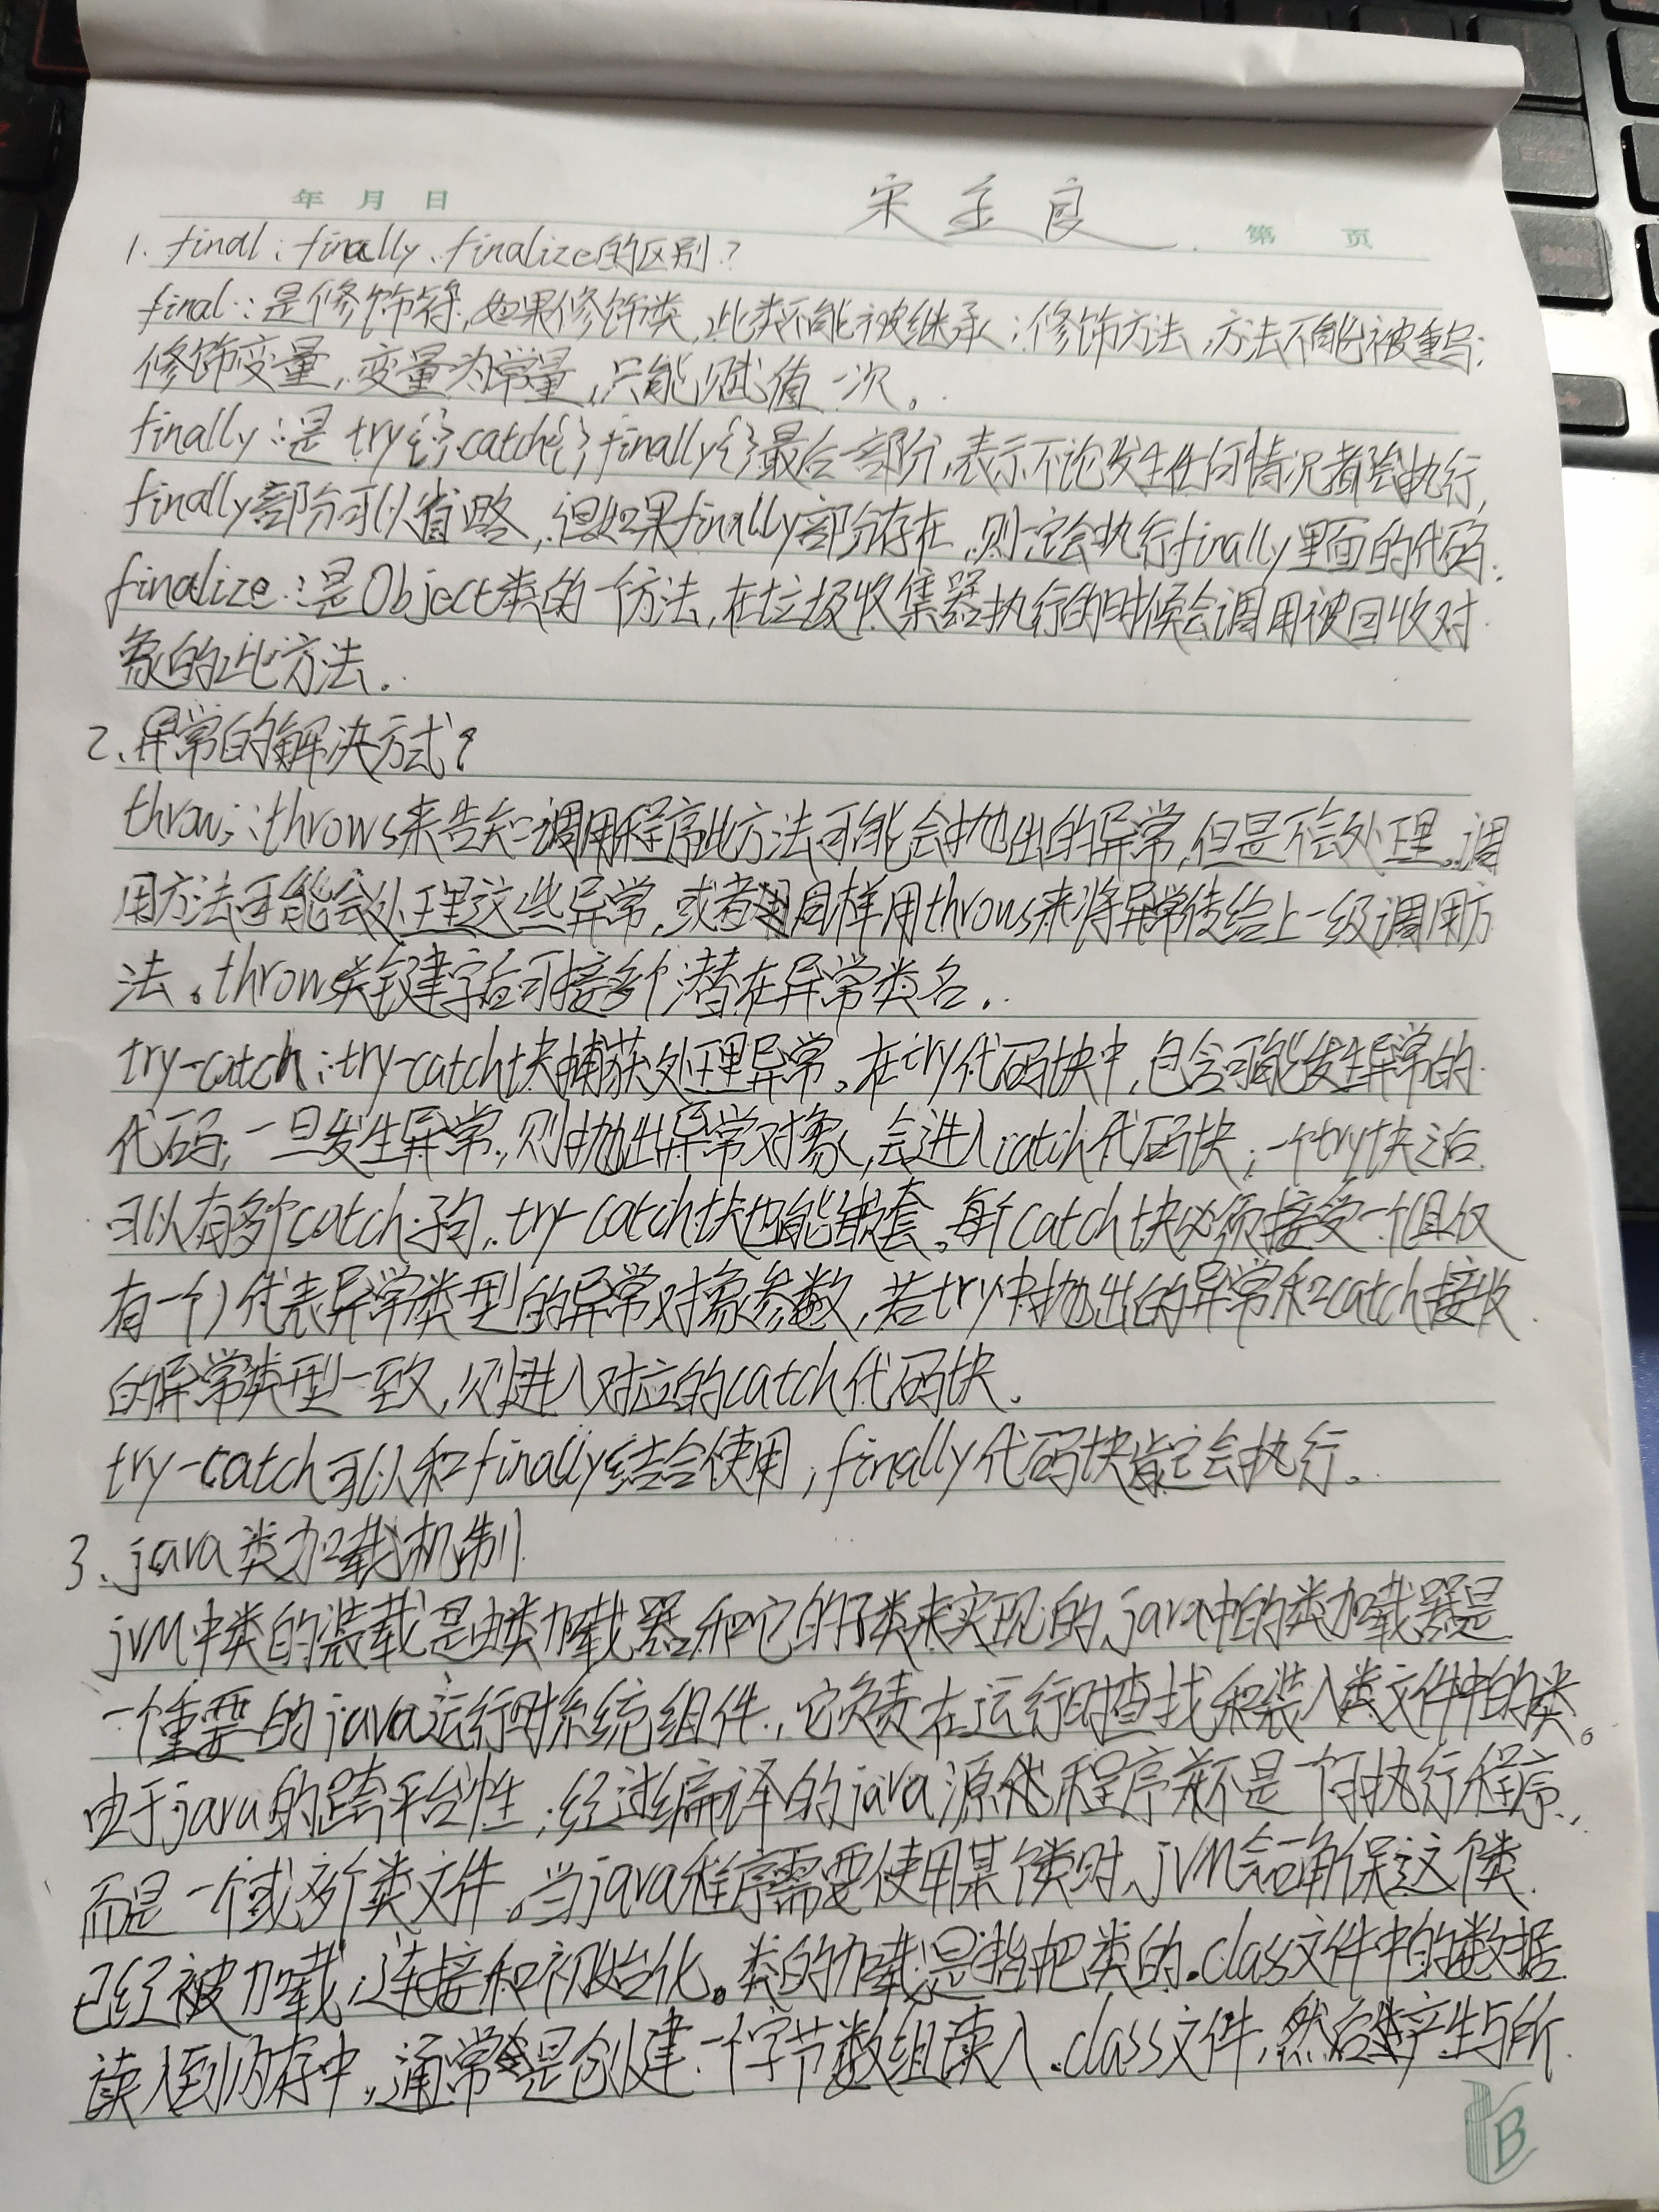 年 月 日
宋 良
第 页
1. final、finally、finalize的区别?
final:是修饰符,如果修饰类,此类不能被继承;修饰方法,方法不能被重写;
修饰变量,变量为常量,只能赋值一次。
finally:是try{}catch{}finally{}最后一部分,表示不论发生任何情况都会执行,
finally部分可以省略,但如果finally部分存在,则一定会执行finally里面的代码.
finalize:是Object类的一个方法,在垃圾收集器执行的时候会调用被回收对
象的此方法.
2、异常的解决方式?
throws:throws来告知调用程序此方法可能会抛出的异常,但是不会处理。调
用方法可能会处理这些异常,或者同样用throws来将异常传给上一级调用方
法。throws关键字后可接多个潜在异常类名.
try-catch:try-catch块捕获处理异常。在try代码块中,包含可能发生异常的
代码;一旦发生异常,则抛出异常对象,会进入catch代码块;一个try块之后
可以有多个catch子句,try-catch块也能嵌套。每个catch块必须接受一个(且仅
有一个)代表异常类型的异常对象参数,若try中抛出的异常和catch接收
的异常类型一致,则进入对应的catch代码块。
try-catch可以和finally结合使用,finally代码块肯定会执行。
3、java类加载机制
jvm中类的装载是由类加载器和它的子类来实现的,java中的类加载器是
一个重要的java运行时系统组件,它负责在运行时查找和装入类文件中的类。
由于java的跨平台性,经过编译的java源代程序并不是一个可执行程序,
而是一个或多个类文件。当java程序需要使用某个类时,jvm会确保这个类
已经被加载,连接和初始化。类的加载是指把类的.class文件中的数据
读入到内存中,通常是创建一个字节数组读入.class文件,然后产生与所
B